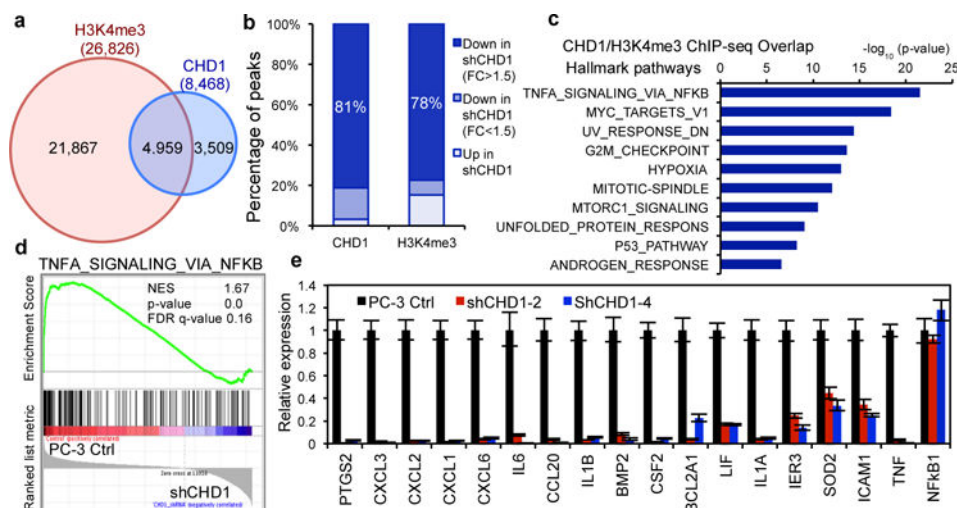 a
H3K4me3
(26,826)
CHD1
(8,468)
21,867
4.959
3,509
b
Percentage of peaks
100%
80%
60%
40%
20%
0%
81%
78%
CHD1
H3K4me3
Down in
shCHD1
(FC>1.5)
Down in
shCHD1
(FC<1.5)
Up in
shCHD1
c
CHD1/H3K4me3 ChIP-seq Overlap
Hallmark pathways
-log10 (p-value)
0 5 10 15 20 25
TNFA_SIGNALING_VIA_NFKB
MYC_TARGETS_V1
UV_RESPONSE_DN
G2M_CHECKPOINT
HYPOXIA
MITOTIC-SPINDLE
MTORC1_SIGNALING
UNFOLDED_PROTEIN_RESPONS
P53_PATHWAY
ANDROGEN_RESPONSE
d
TNFA_SIGNALING_VIA_NFKB
Enrichment Score
NES 1.67
p-value 0.0
FDR q-value 0.16
Ranked list metric
PC-3 Ctrl
shCHD1
e
Relative expression
1.4
1.2
1
0.8
0.6
0.4
0.2
0
PC-3 Ctrl
shCHD1-2
ShCHD1-4
PTGS2
CXCL3
CXCL2
CXCL1
CXCL6
IL6
CCL20
IL1B
BMP2
CSF2
BCL2A1
LIF
IL1A
IER3
SOD2
ICAM1
TNF
NFkB1